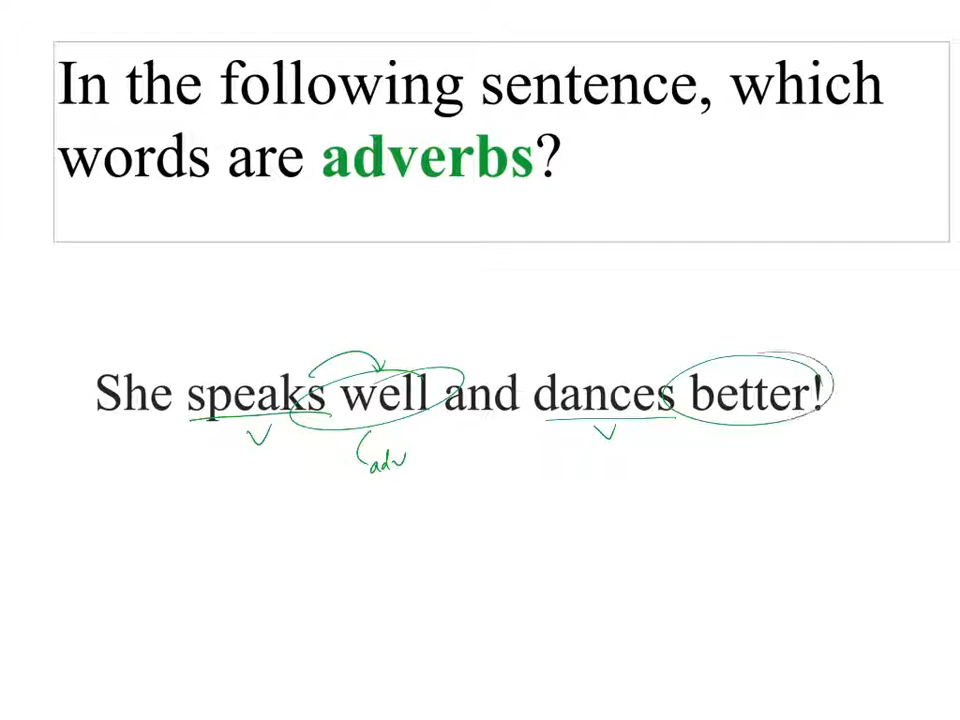 In the following sentence, which
words are adverbs?
She speaks well and dances better!
V V
adv